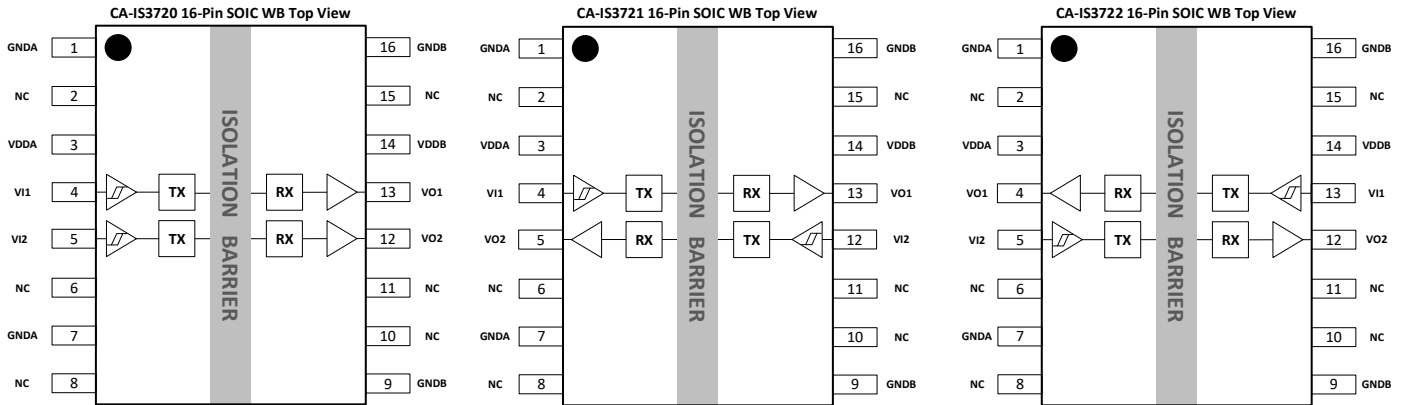 CA-IS3720 16-Pin SOIC WB Top View
GNDA 1 16 GNDB
NC 2 15 NC
VDDA 3 14 VDDB
VI1 4 TX RX 13 VO1
VI2 5 TX RX 12 VO2
NC 6 11 NC
GNDA 7 10 NC
NC 8 9 GNDB
ISOLATION BARRIER
CA-IS3721 16-Pin SOIC WB Top View
GNDA 1 16 GNDB
NC 2 15 NC
VDDA 3 14 VDDB
VI1 4 TX RX 13 VO1
VO2 5 RX TX 12 VI2
NC 6 11 NC
GNDA 7 10 NC
NC 8 9 GNDB
ISOLATION BARRIER
CA-IS3722 16-Pin SOIC WB Top View
GNDA 1 16 GNDB
NC 2 15 NC
VDDA 3 14 VDDB
VO1 4 RX TX 13 VI1
VI2 5 TX RX 12 VO2
NC 6 11 NC
GNDA 7 10 NC
NC 8 9 GNDB
ISOLATION BARRIER